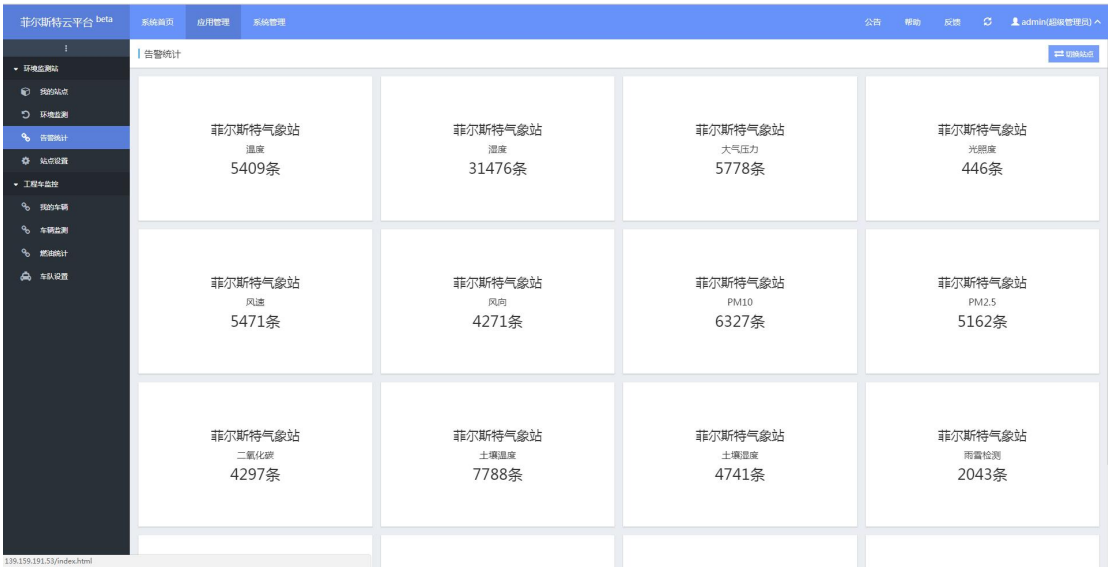 菲尔斯特云平台 beta 系统首页 应用管理 系统管理 公告 帮助 反馈 admin(超级管理员)
环境监测站
我的站点
环境监测
告警统计
站点设置
工程车监控
我的车辆
车辆监测
燃油统计
车队设置
告警统计 切换站点
菲尔斯特气象站 菲尔斯特气象站 菲尔斯特气象站 菲尔斯特气象站
温度 湿度 大气压力 光照度
5409条 31476条 5778条 446条
菲尔斯特气象站 菲尔斯特气象站 菲尔斯特气象站 菲尔斯特气象站
风速 风向 PM10 PM2.5
5471条 4271条 6327条 5162条
菲尔斯特气象站 菲尔斯特气象站 菲尔斯特气象站 菲尔斯特气象站
二氧化碳 土壤温度 土壤湿度 雨雪检测
4297条 7788条 4741条 2043条
139.159.191.53/index.html